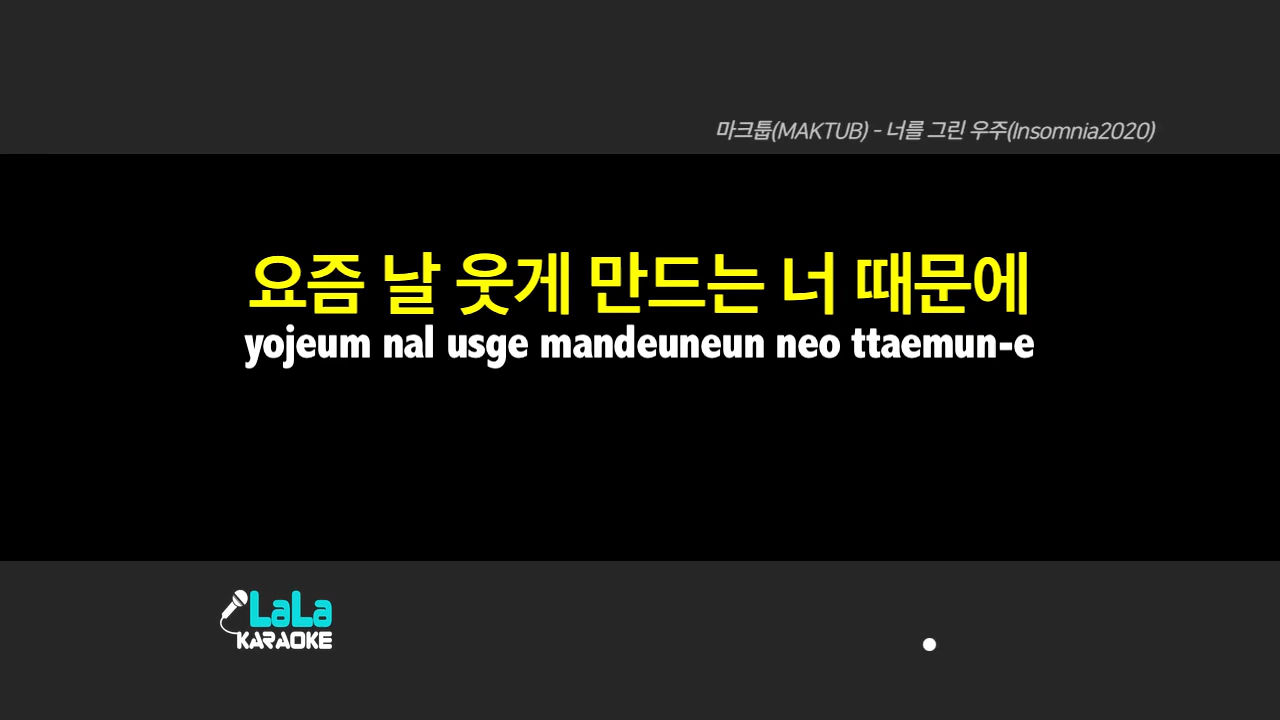 마크툽(MAKTUB) - 너를 그린 우주(Insomnia2020)
요즘 날 웃게 만드는 너 때문에
yojeum nal usge mandeuneun neo ttaemun-e
LaLa
KARAOKE